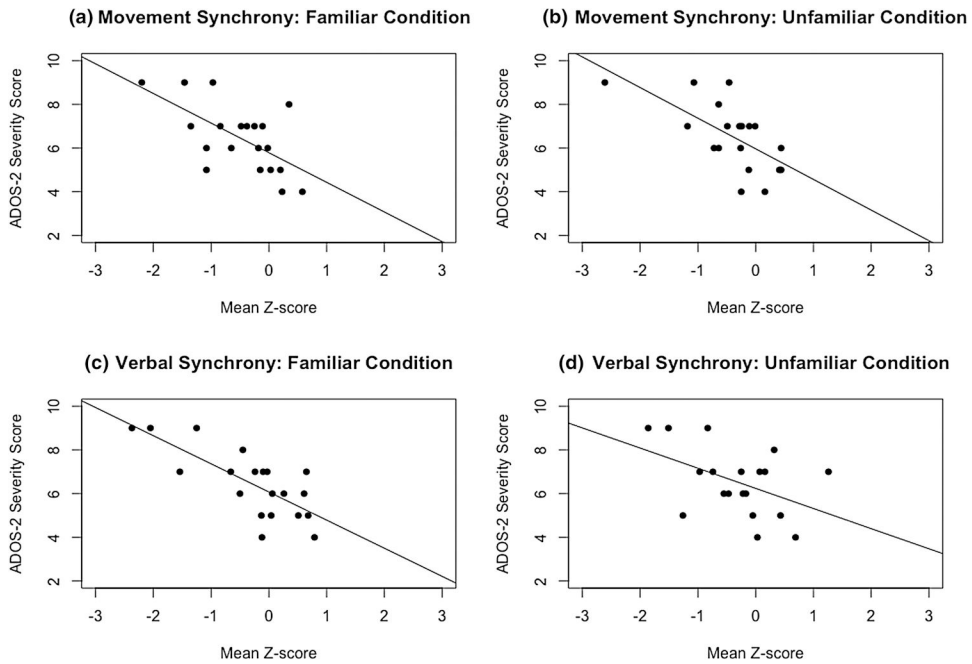 (a) Movement Synchrony: Familiar Condition
ADOS-2 Severity Score
10
8
6
4
2
-3 -2 -1 0 1 2 3
Mean Z-score
(b) Movement Synchrony: Unfamiliar Condition
ADOS-2 Severity Score
10
8
6
4
2
-3 -2 -1 0 1 2 3
Mean Z-score
(c) Verbal Synchrony: Familiar Condition
ADOS-2 Severity Score
10
8
6
4
2
-3 -2 -1 0 1 2 3
Mean Z-score
(d) Verbal Synchrony: Unfamiliar Condition
ADOS-2 Severity Score
10
8
6
4
2
-3 -2 -1 0 1 2 3
Mean Z-score